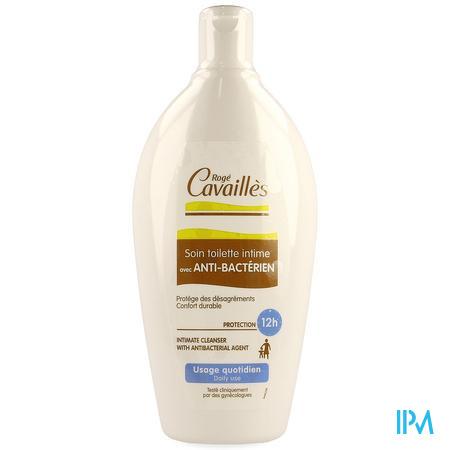 Rogé
Cavaillès
Soin toilette intime
avec ANTI-BACTÉRIEN
Protège des désagréments
Confort durable
PROTECTION 12h
INTIMATE CLEANSER
WITH ANTIBACTERIAL AGENT
Usage quotidien
Daily use
Testé cliniquement
par des gynécologues
IPM